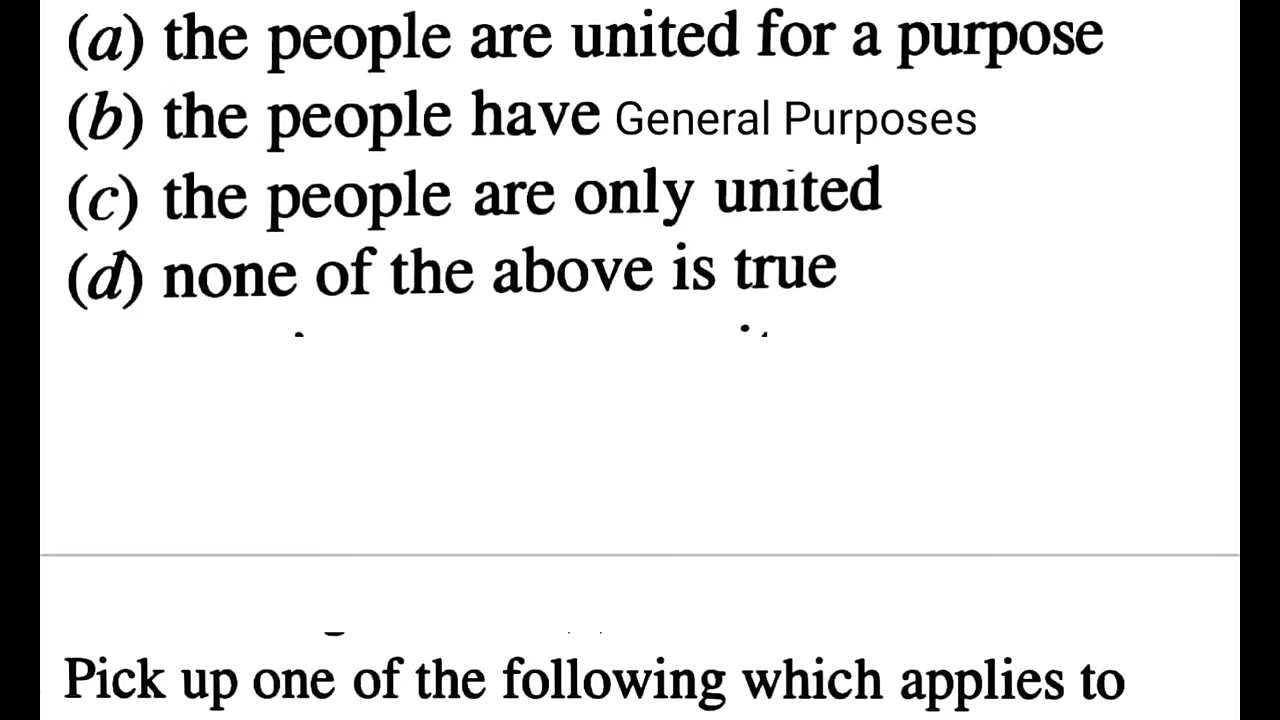 (a) the people are united for a purpose
(b) the people have General Purposes
(c) the people are only united
(d) none of the above is true
Pick up one of the following which applies to